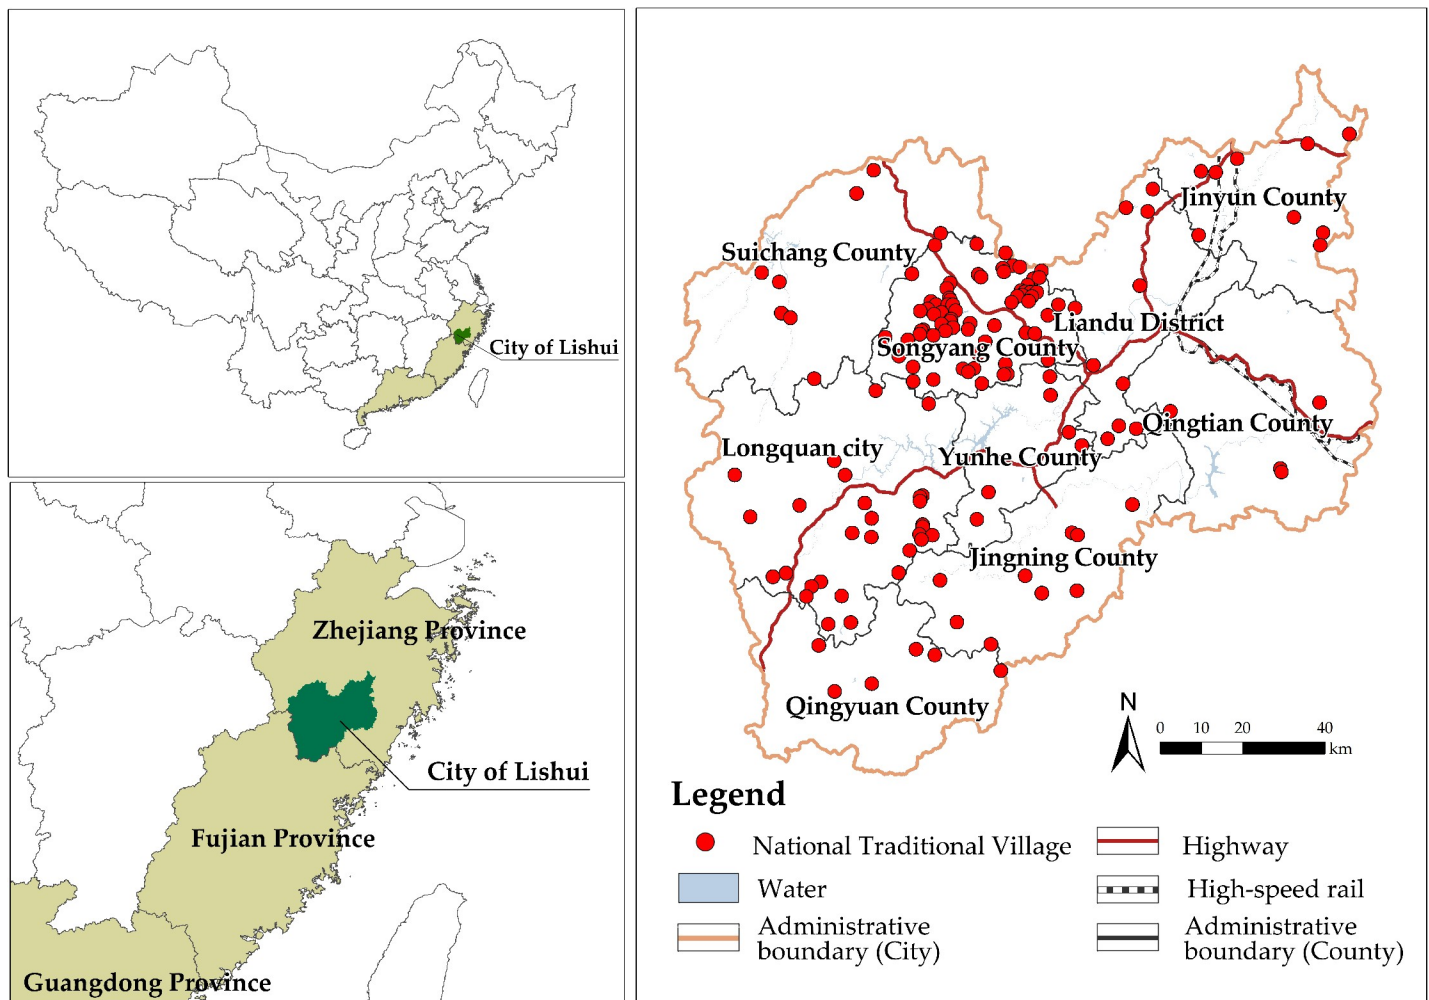 City of Lishui
Zhejiang Province
City of Lishui
Fujian Province
Guangdong Province
Jinyun County
Suichang County
Liandu District
Songyang County
Qingtian County
Longquan city
Yunhe County
Jingning County
Qingyuan County
N
0 10 20 40
km
Legend
National Traditional Village
Highway
Water
High-speed rail
Administrative
boundary (City)
Administrative
boundary (County)